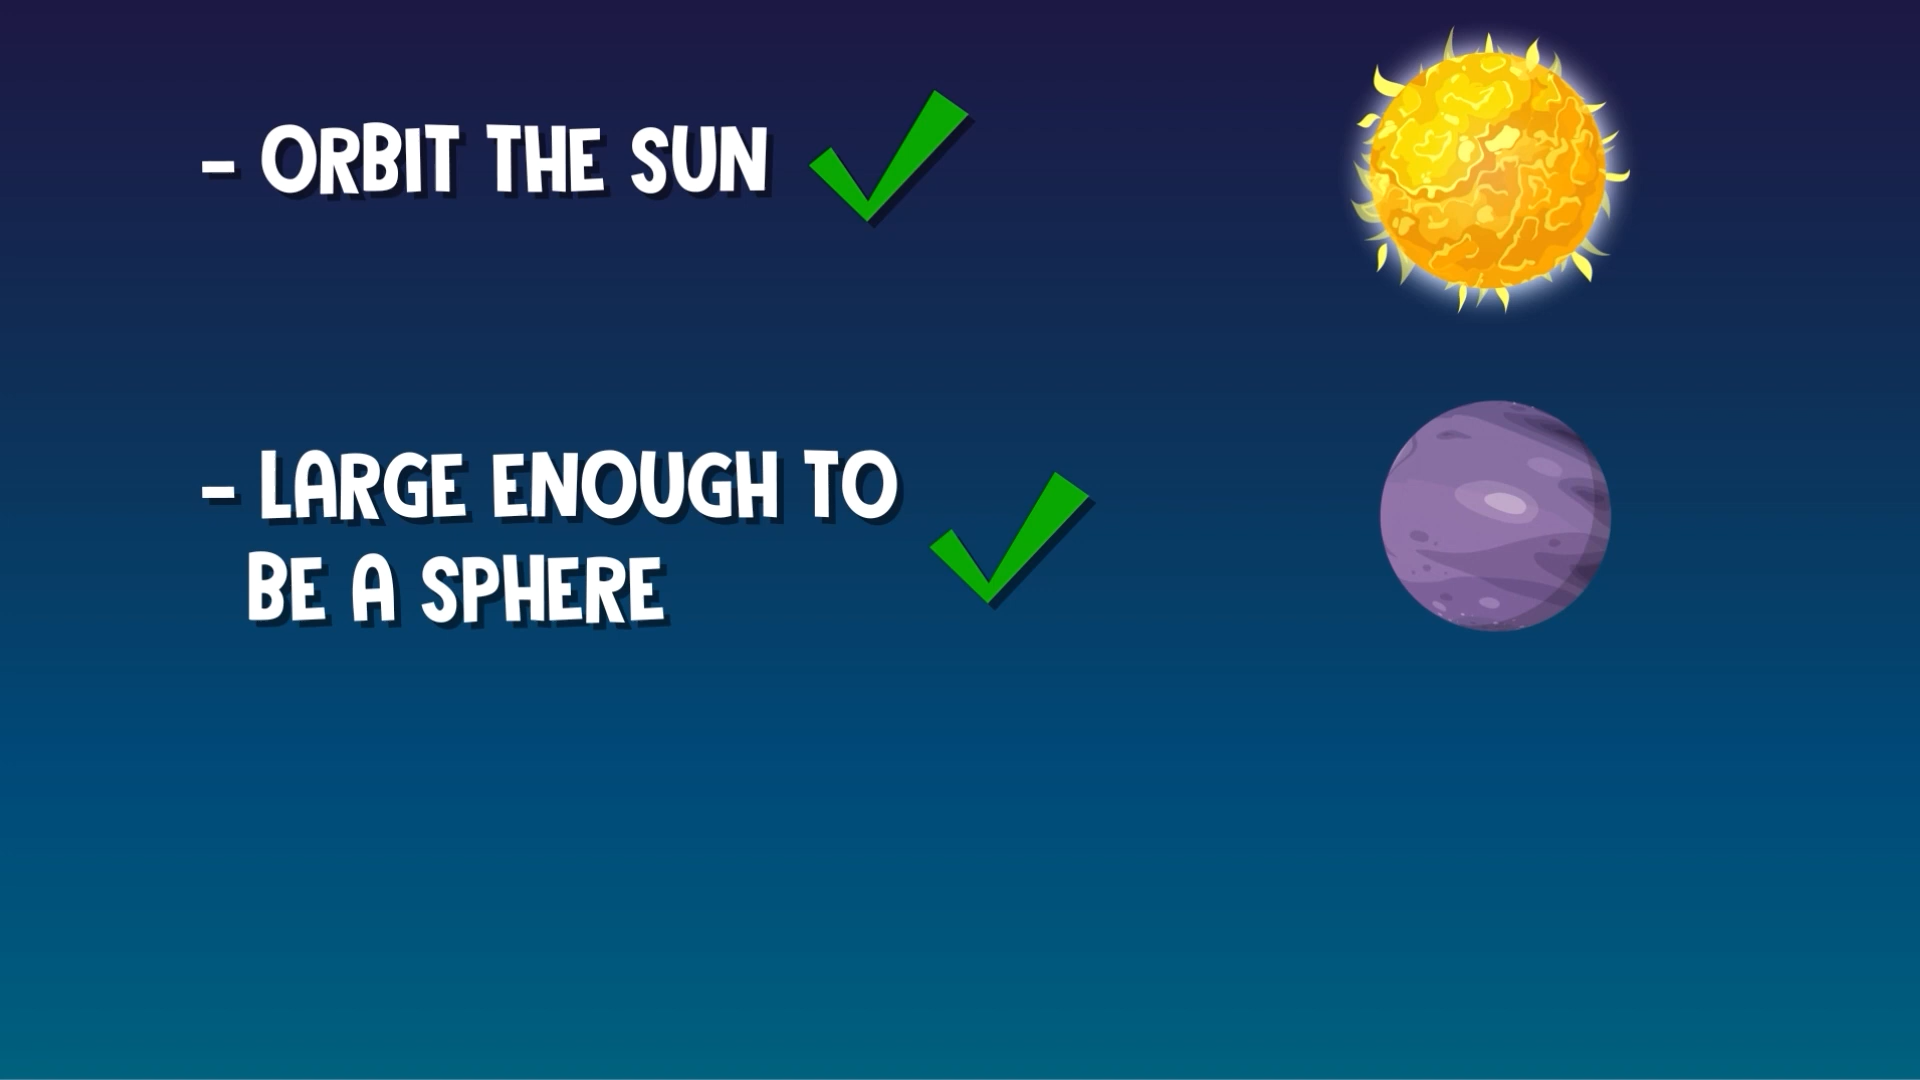 - ORBIT THE SUN
- LARGE ENOUGH TO
BE A SPHERE